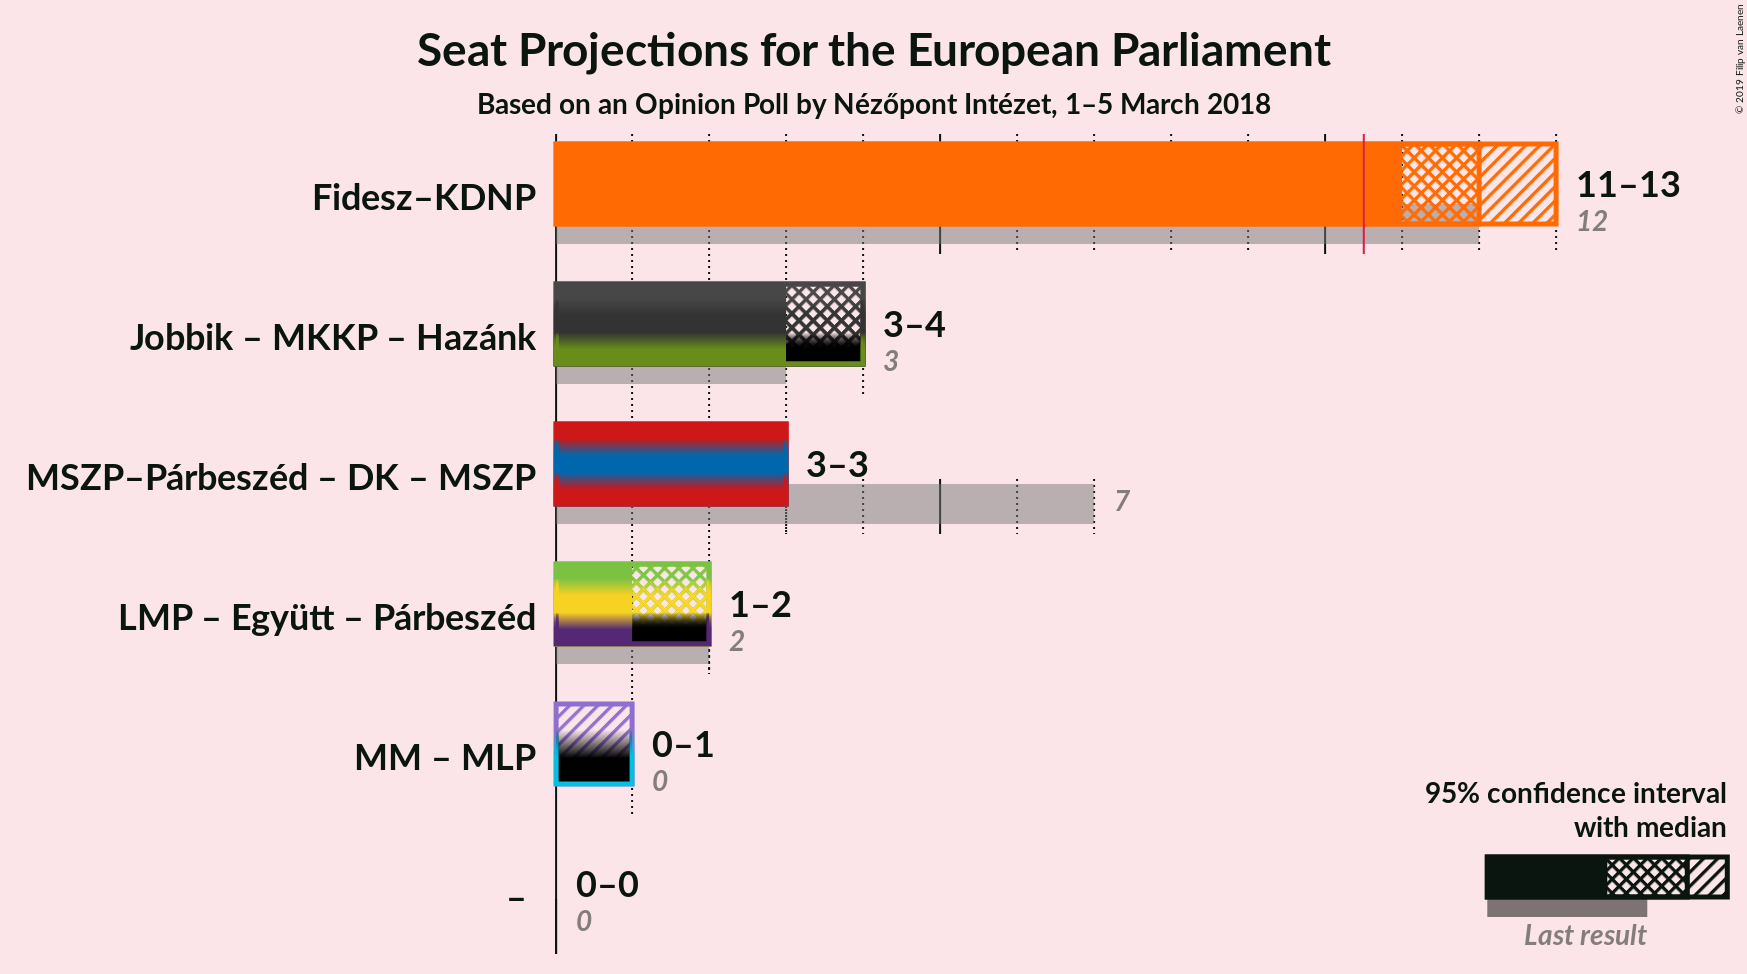 Seat Projections for the European Parliament
Based on an Opinion Poll by Nézőpont Intézet, 1–5 March 2018
© 2019 Filip van Laenen
Fidesz–KDNP
11–13
12
Jobbik – MKKP – Hazánk
3–4
3
MSZP–Párbeszéd – DK – MSZP
3–3
7
LMP – Együtt – Párbeszéd
1–2
2
MM – MLP
0–1
0
–
0–0
0
95% confidence interval
with median
Last result